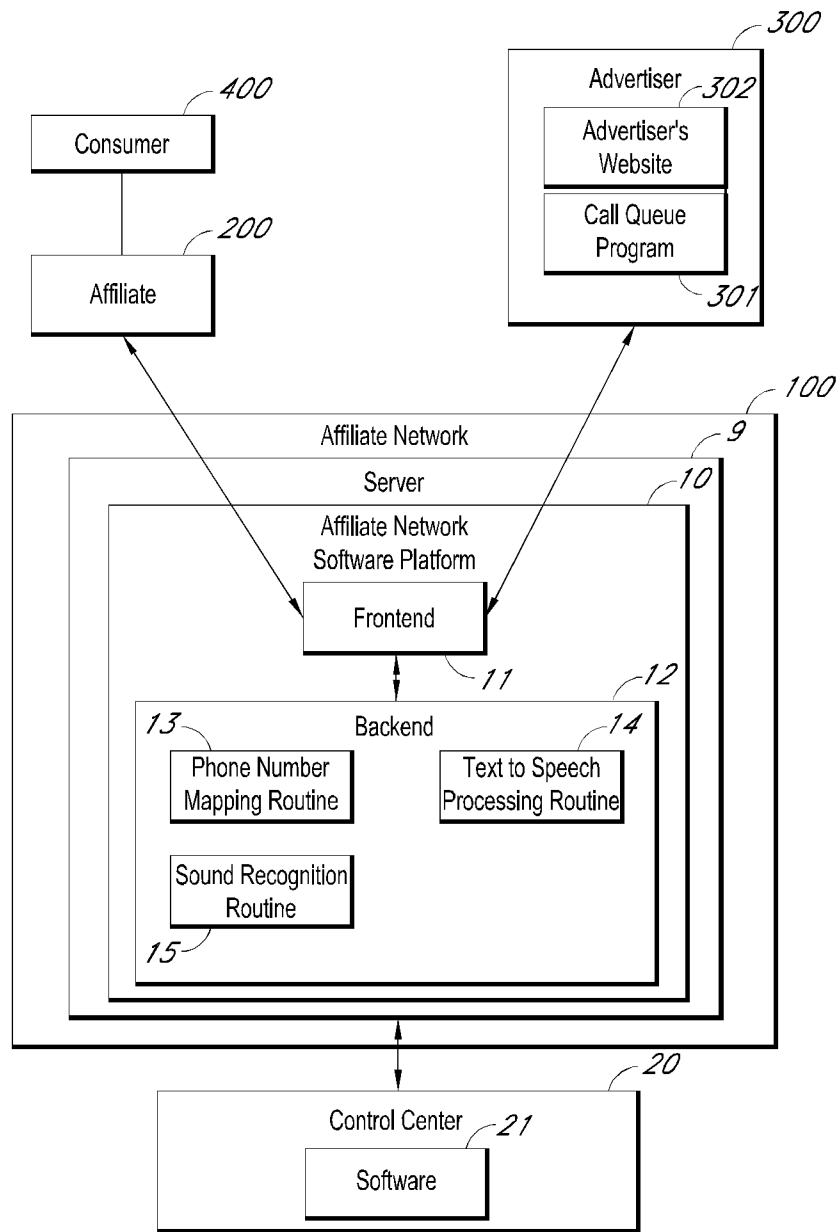 300
Advertiser
302
Advertiser's
Website
Call Queue
Program
301
400
Consumer
200
Affiliate
100
Affiliate Network
9
Server
10
Affiliate Network
Software Platform
Frontend
11
12
Backend
13
Phone Number
Mapping Routine
14
Text to Speech
Processing Routine
Sound Recognition
Routine
15
20
Control Center
21
Software